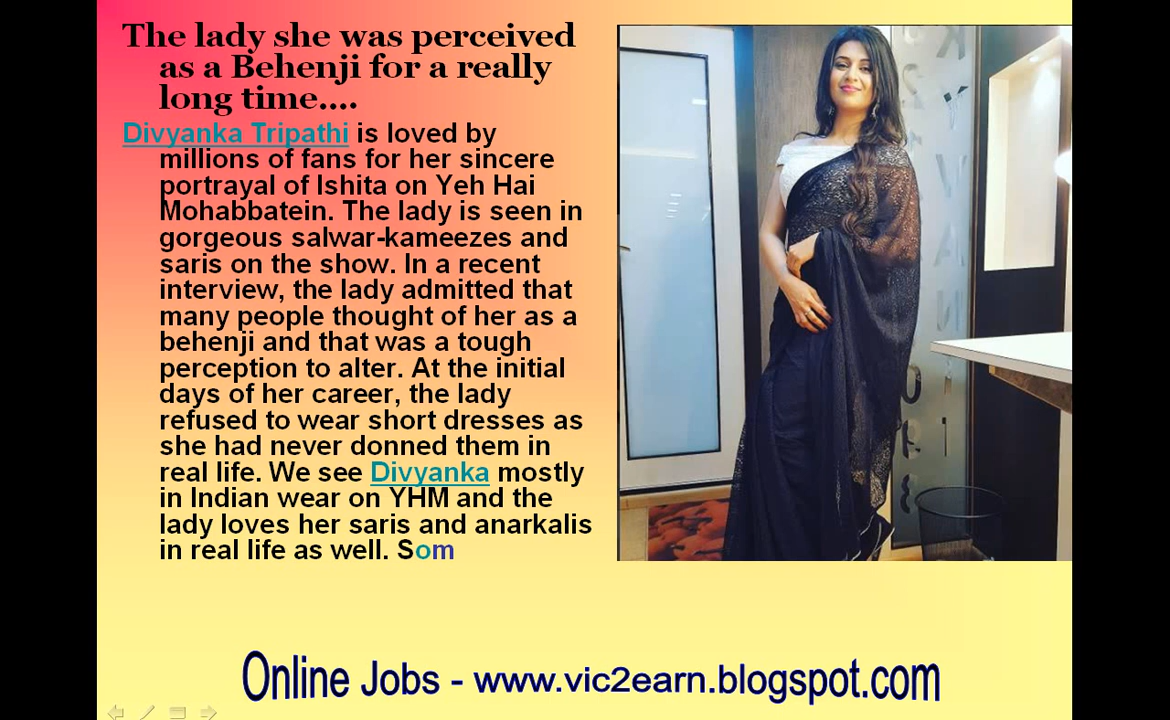 The lady she was perceived
as a Behenji for a really
long time....
Divyanka Tripathi is loved by
millions of fans for her sincere
portrayal of Ishita on Yeh Hai
Mohabbatein. The lady is seen in
gorgeous salwar-kameezes and
saris on the show. In a recent
interview, the lady admitted that
many people thought of her as a
behenji and that was a tough
perception to alter. At the initial
days of her career, the lady
refused to wear short dresses as
she had never donned them in
real life. We see Divyanka mostly
in Indian wear on YHM and the
lady loves her saris and anarkalis
in real life as well. Som
Online Jobs - www.vic2earn.blogspot.com